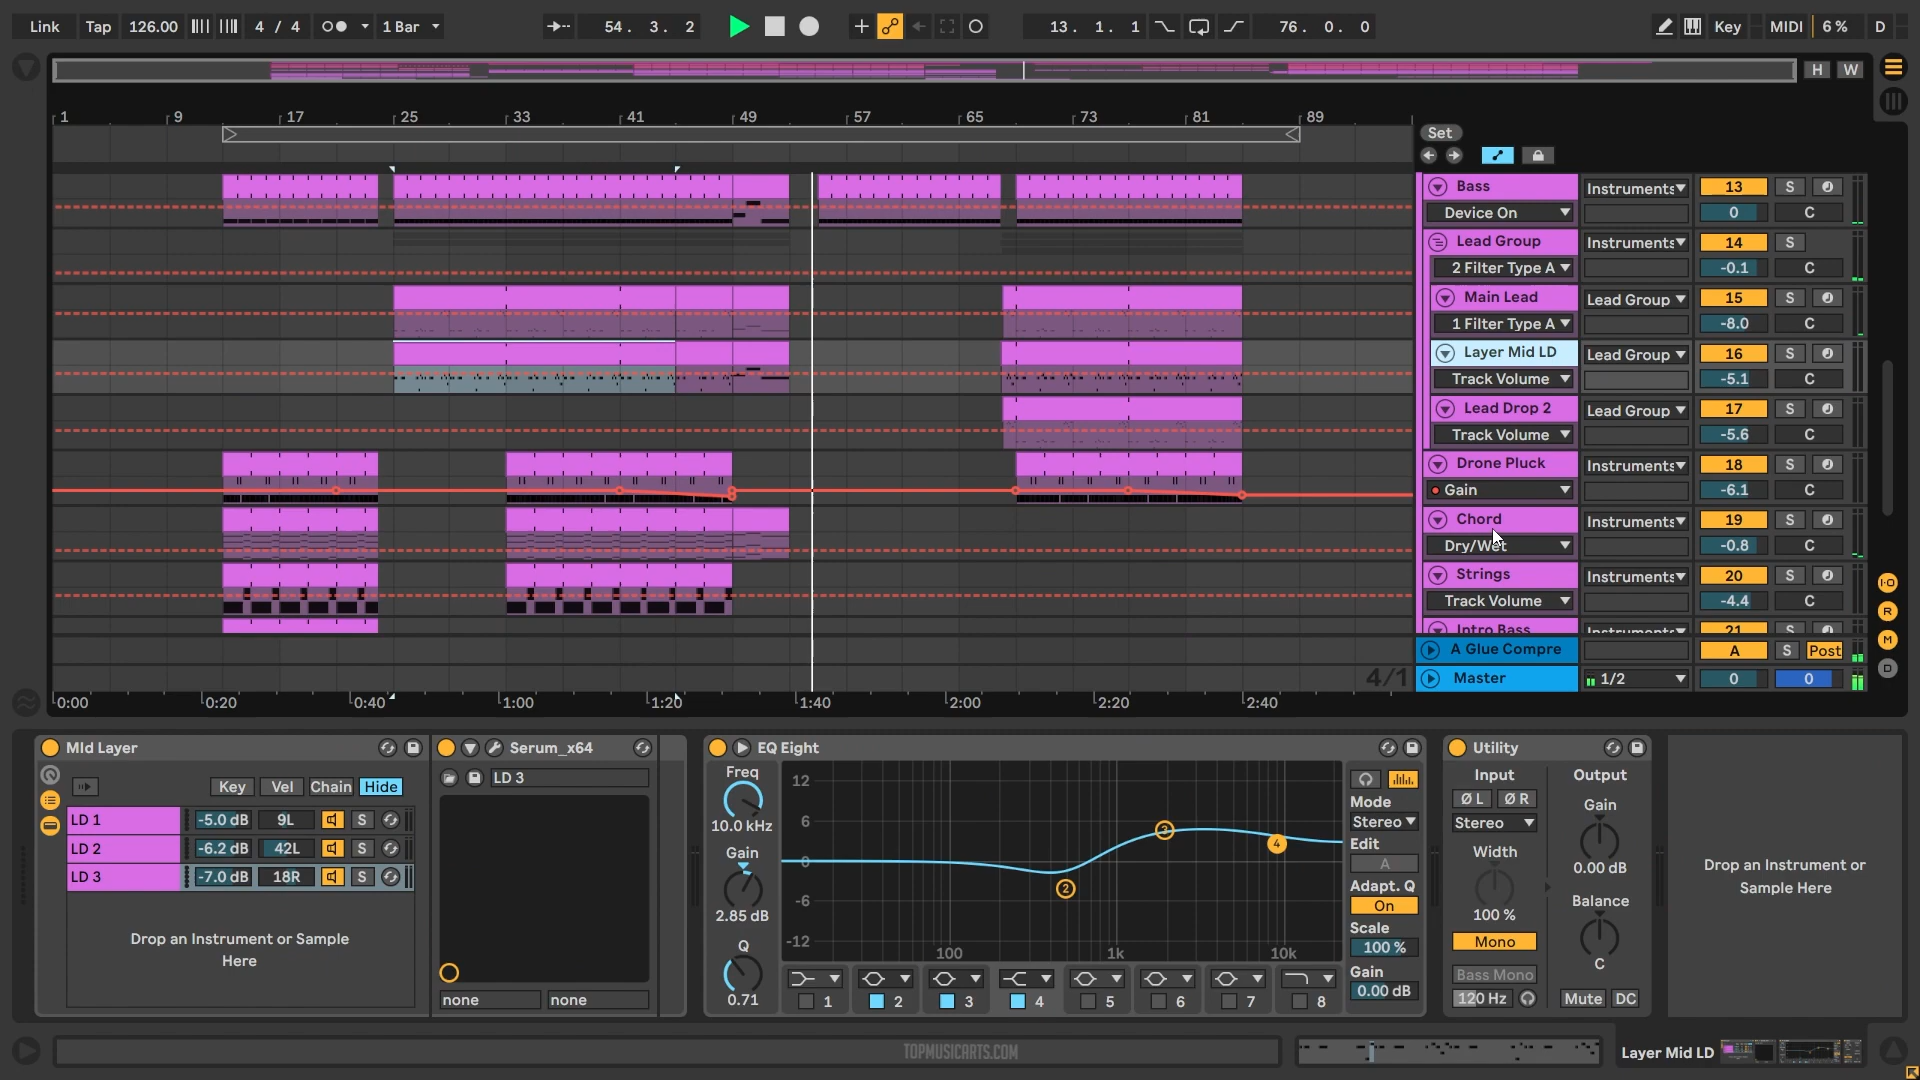 Link Tap 126.00 4 / 4 1 Bar 54. 3. 2 13. 1. 1 76. 0. 0 Key MIDI 6 % D
H W
1 9 17 25 33 41 49 57 65 73 81 89
Set
Bass Instruments 13 S
Device On 0 C
Lead Group Instruments 14 S
2 Filter Type A -0.1 C
Main Lead Lead Group 15 S
1 Filter Type A -8.0 C
Layer Mid LD Lead Group 16 S
Track Volume -5.1 C
Lead Drop 2 Lead Group 17 S
Track Volume -5.6 C
Drone Pluck Instruments 18 S
Gain -6.1 C
Chord Instruments 19 S
Dry/Wet -0.8 C
Strings Instruments 20 S
Track Volume -4.4 C
Intro Bass Instruments 21 S
A Glue Compre A S Post
4/1 Master 1/2 0 0
I·O
R
M
D
0:00 0:20 0:40 1:00 1:20 1:40 2:00 2:20 2:40
MId Layer
Key Vel Chain Hide
LD 1 -5.0 dB 9L S
LD 2 -6.2 dB 42L S
LD 3 -7.0 dB 18R S
Drop an Instrument or Sample
Here
Serum_x64
LD 3
none none
EQ Eight
Freq
10.0 kHz
Gain
2.85 dB
Q
0.71
12
6
0
-6
-12
100 1k 10k
2 3 4
1 2 3 4 5 6 7 8
Mode
Stereo
Edit
A
Adapt. Q
On
Scale
100 %
Gain
0.00 dB
Utility
Input Output
Ø L Ø R Gain
Stereo
Width 0.00 dB
100 % Balance
Mono
Bass Mono C
120 Hz Mute DC
Drop an Instrument or
Sample Here
TOPMUSICARTS.COM
Layer Mid LD